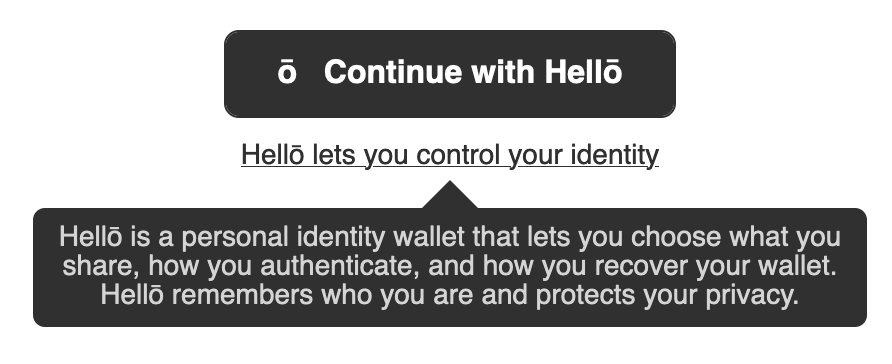 ō Continue with Hellō
Hellō lets you control your identity
Hellō is a personal identity wallet that lets you choose what you
share, how you authenticate, and how you recover your wallet.
Hellō remembers who you are and protects your privacy.